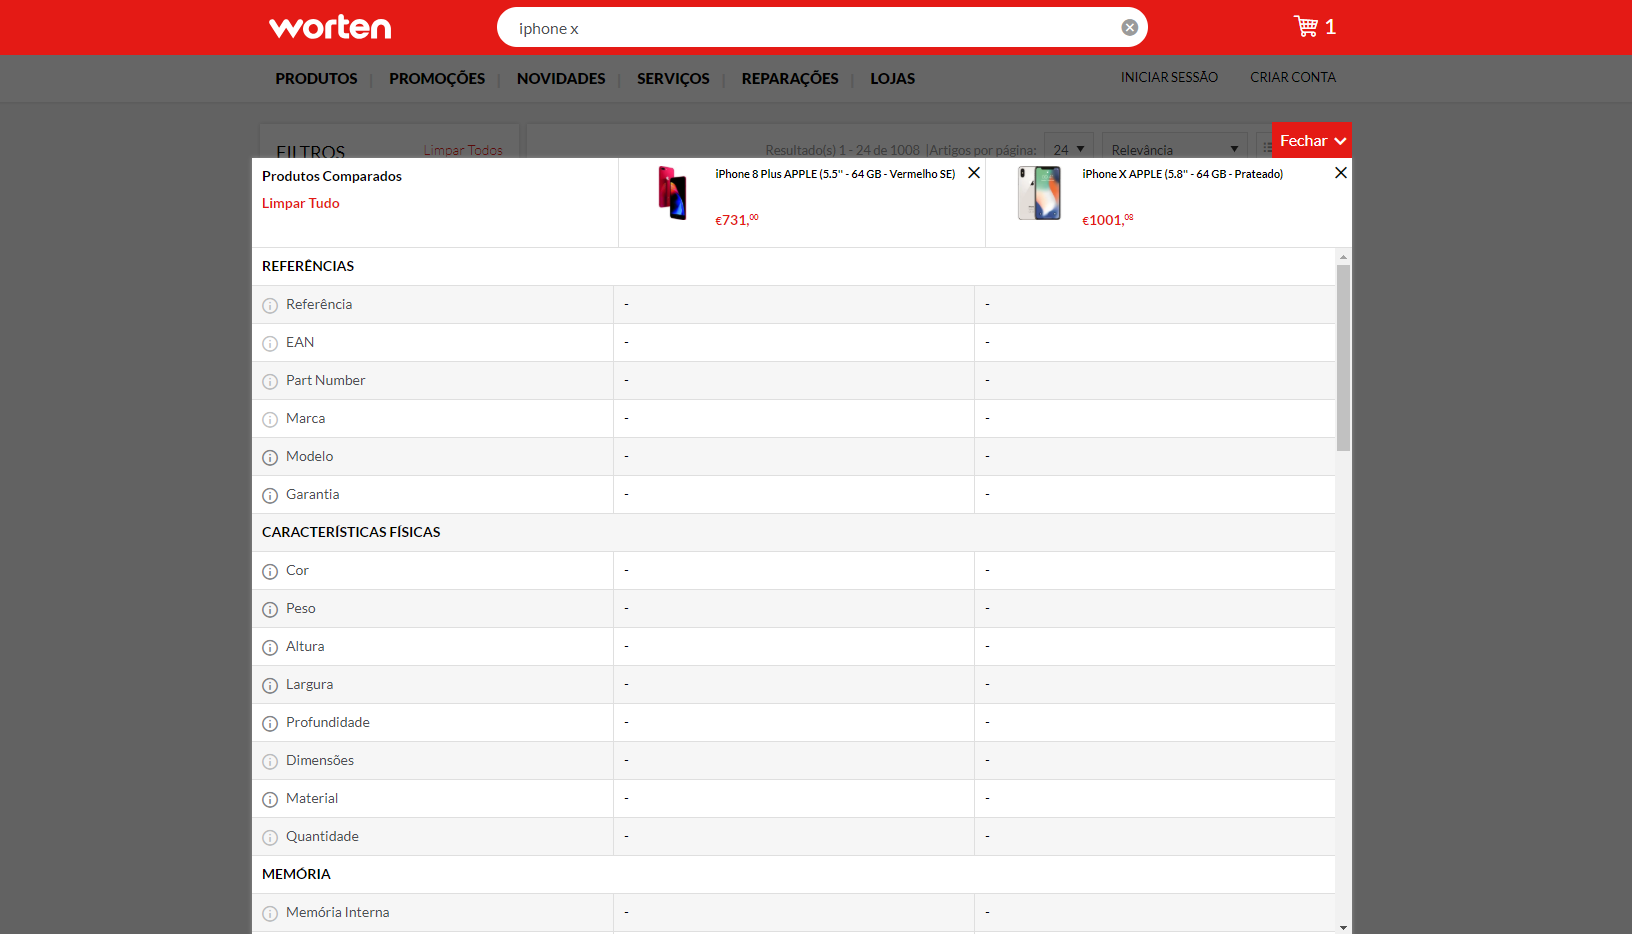 worten
iphone x
1
PRODUTOS | PROMOÇÕES | NOVIDADES | SERVIÇOS | REPARAÇÕES | LOJAS
INICIAR SESSÃO CRIAR CONTA
FILTROS Limpar Todos
Resultado(s) 1 - 24 de 1008 |Artigos por página: 24 Relevância
Fechar
Produtos Comparados
Limpar Tudo
iPhone 8 Plus APPLE (5.5'' - 64 GB - Vermelho SE)
€731,00
iPhone X APPLE (5.8'' - 64 GB - Prateado)
€1001,08
REFERÊNCIAS
Referência - -
EAN - -
Part Number - -
Marca - -
Modelo - -
Garantia - -
CARACTERÍSTICAS FÍSICAS
Cor - -
Peso - -
Altura - -
Largura - -
Profundidade - -
Dimensões - -
Material - -
Quantidade - -
MEMÓRIA
Memória Interna - -